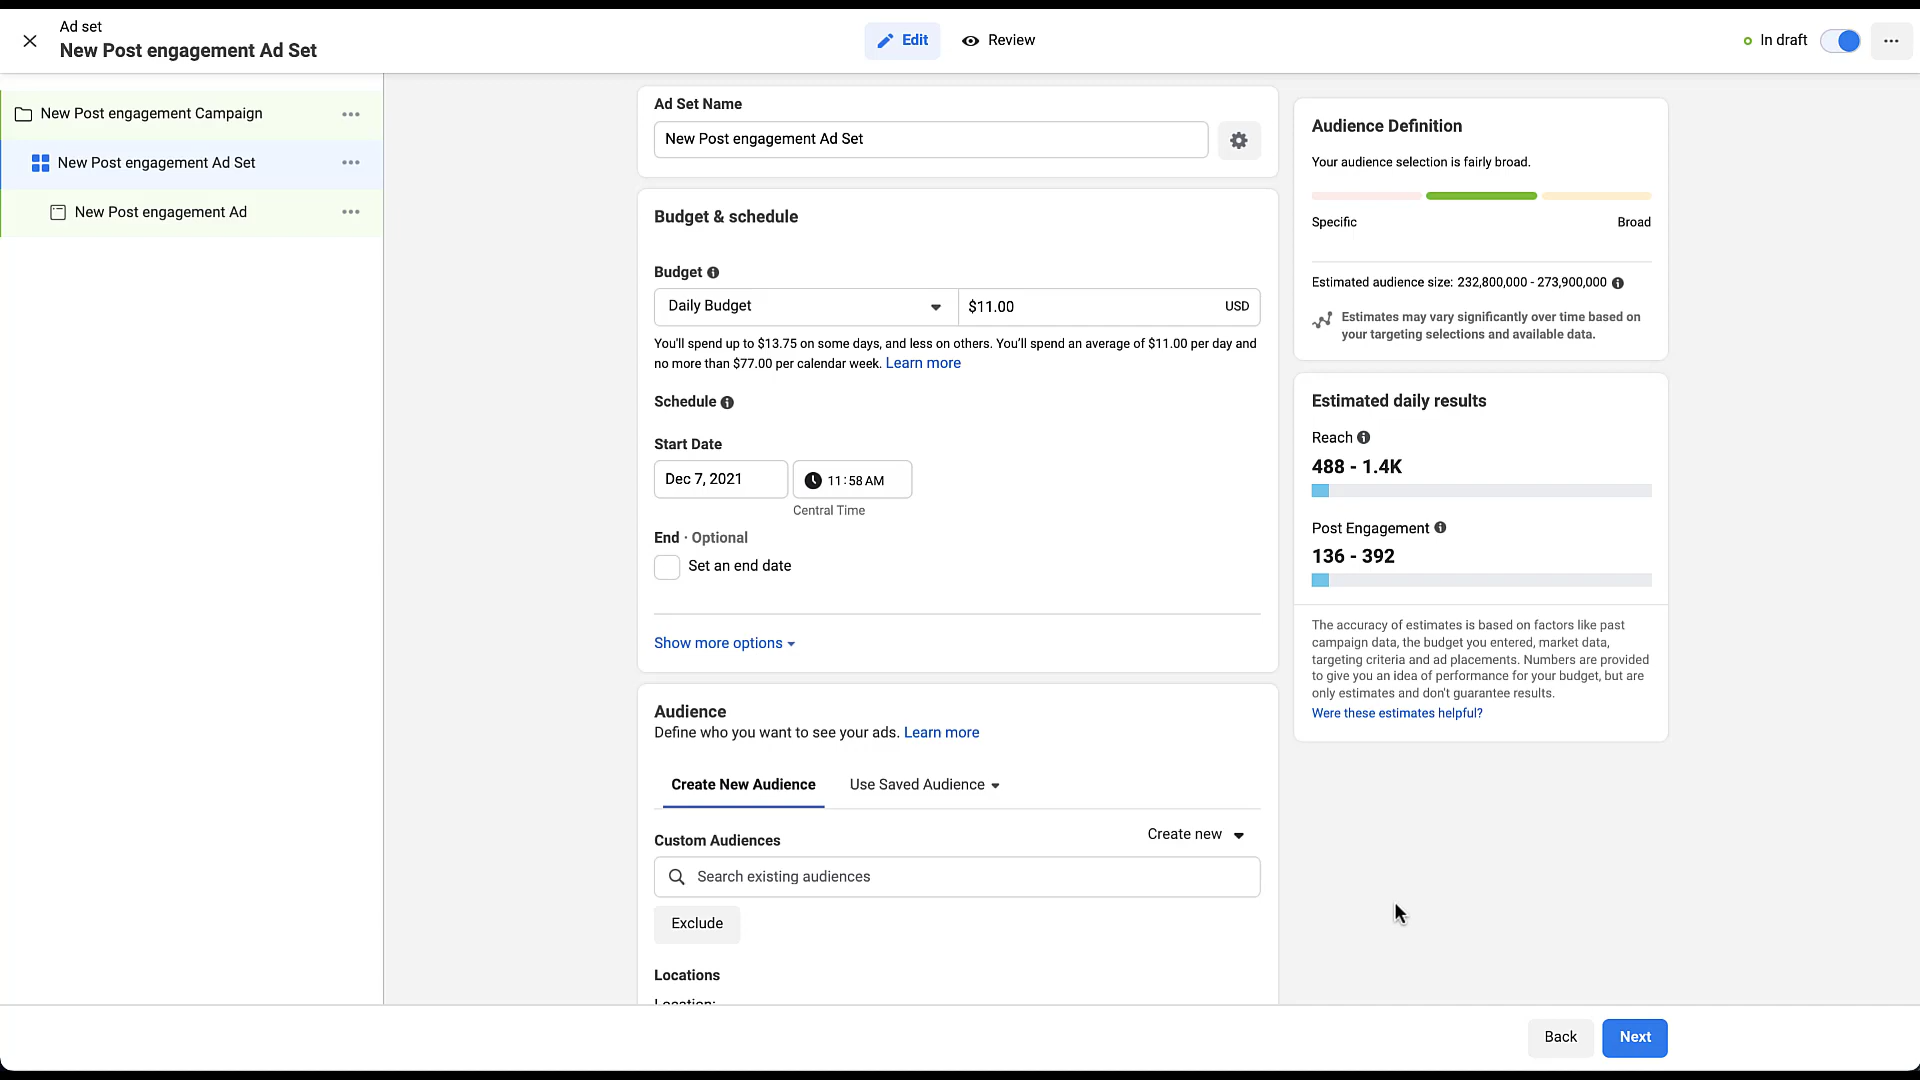 Ad set
New Post engagement Ad Set
Edit
Review
In draft
New Post engagement Campaign
New Post engagement Ad Set
New Post engagement Ad
Ad Set Name
New Post engagement Ad Set
Budget & schedule
Budget
Daily Budget
$11.00
USD
You'll spend up to $13.75 on some days, and less on others. You'll spend an average of $11.00 per day and
no more than $77.00 per calendar week. Learn more
Schedule
Start Date
Dec 7, 2021
11:58 AM
Central Time
End · Optional
Set an end date
Show more options
Audience
Define who you want to see your ads. Learn more
Create New Audience
Use Saved Audience
Custom Audiences
Create new
Search existing audiences
Exclude
Locations
Location:
Audience Definition
Your audience selection is fairly broad.
Specific
Broad
Estimated audience size: 232,800,000 - 273,900,000
Estimates may vary significantly over time based on
your targeting selections and available data.
Estimated daily results
Reach
488 - 1.4K
Post Engagement
136 - 392
The accuracy of estimates is based on factors like past
campaign data, the budget you entered, market data,
targeting criteria and ad placements. Numbers are provided
to give you an idea of performance for your budget, but are
only estimates and don't guarantee results.
Were these estimates helpful?
Back
Next